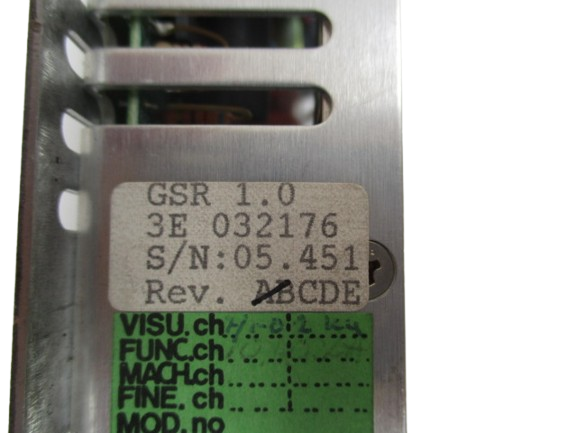 GSR 1.0
3E 032176
S/N:05.451
Rev. ABCDE
VISU.ch
FUNC.ch
MACH.ch
FINE. ch
MOD.no